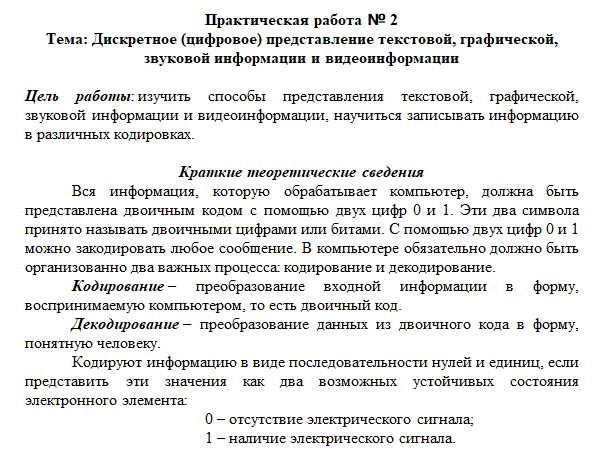 Практическая работа № 2
Тема: Дискретное (цифровое) представление текстовой, графической,
звуковой информации и видеоинформации
Цель работы: изучить способы представления текстовой, графической,
звуковой информации и видеоинформации, научиться записывать информацию
в различных кодировках.
Краткие теоретические сведения
Вся информация, которую обрабатывает компьютер, должна быть
представлена двоичным кодом с помощью двух цифр 0 и 1. Эти два символа
принято называть двоичными цифрами или битами. С помощью двух цифр 0 и 1
можно закодировать любое сообщение. В компьютере обязательно должно быть
организованно два важных процесса: кодирование и декодирование.
Кодирование – преобразование входной информации в форму,
воспринимаемую компьютером, то есть двоичный код.
Декодирование – преобразование данных из двоичного кода в форму,
понятную человеку.
Кодируют информацию в виде последовательности нулей и единиц, если
представить эти значения как два возможных устойчивых состояния
электронного элемента:
0 – отсутствие электрического сигнала;
1 – наличие электрического сигнала.